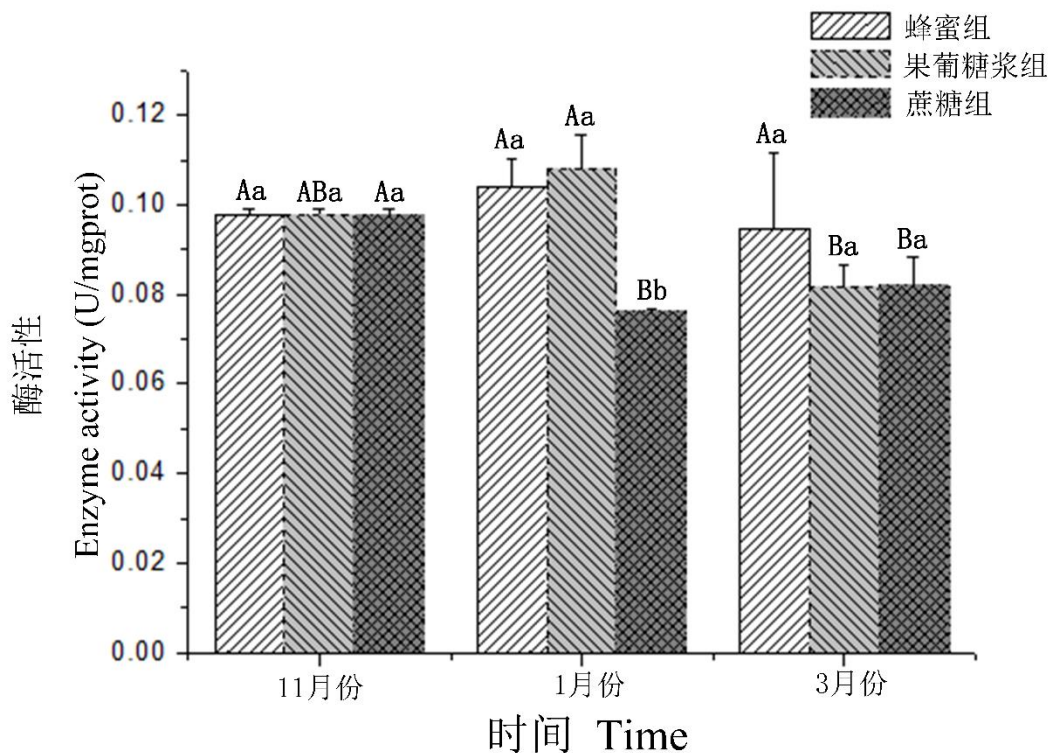 蜂蜜组
果葡糖浆组
蔗糖组
酶活性
Enzyme activity (U/mgprot)
0.12
0.10
0.08
0.06
0.04
0.02
0.00
Aa ABa Aa
Aa Aa Bb
Aa Ba Ba
11月份 1月份 3月份
时间 Time